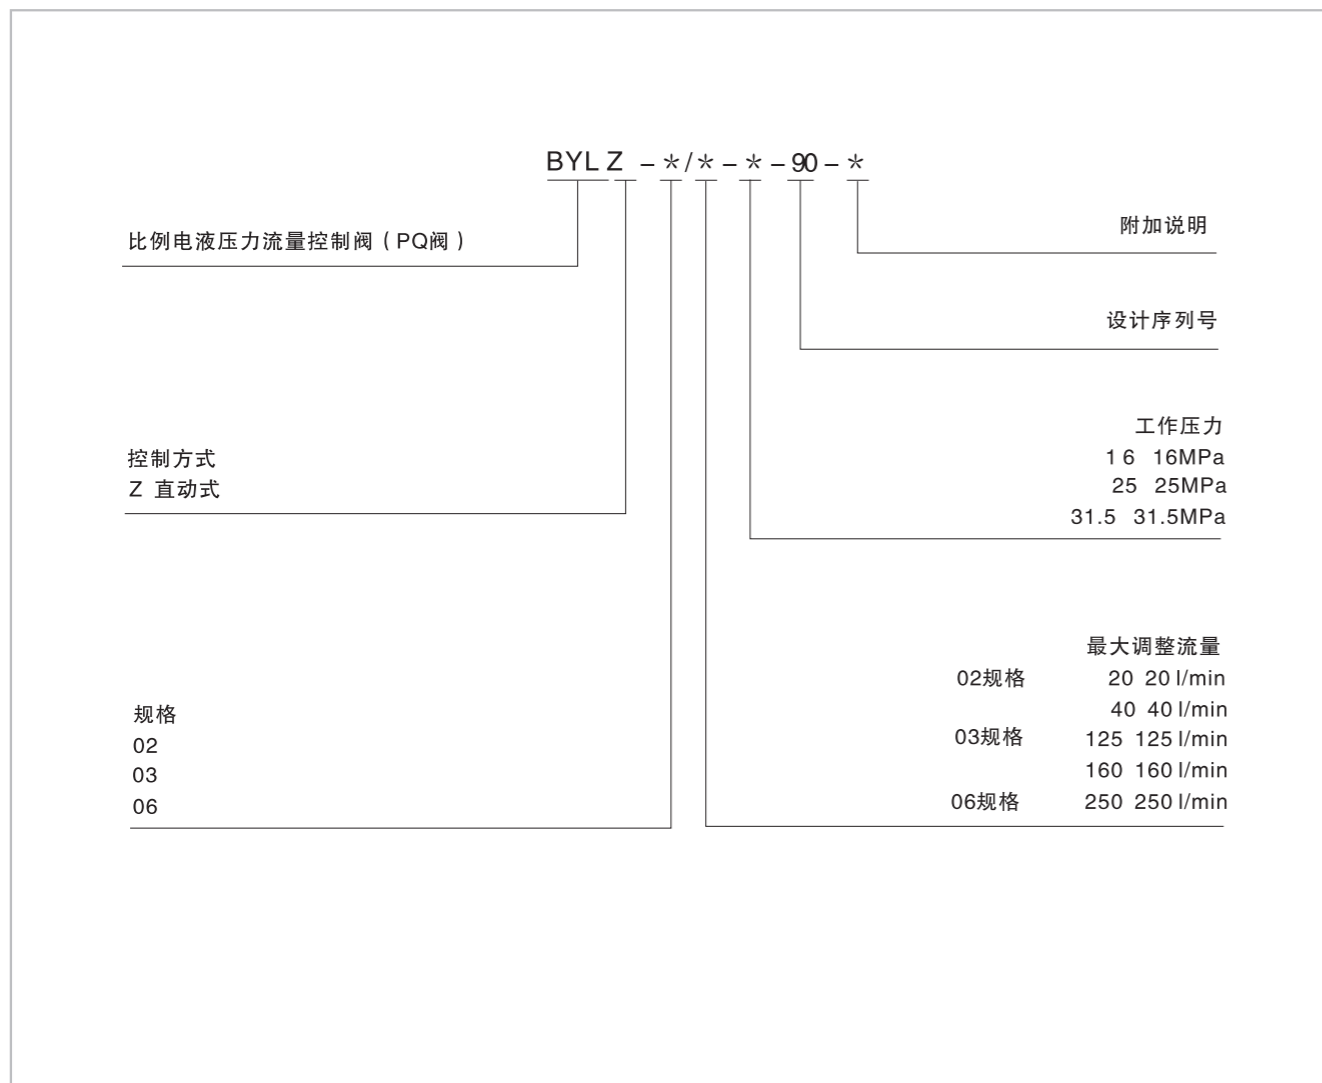 BYL Z - */* - * - 90 - *
比例电液压力流量控制阀（PQ阀）
附加说明
设计序列号
工作压力
16 16MPa
25 25MPa
31.5 31.5MPa
控制方式
Z 直动式
最大调整流量
02规格 20 20 l/min
40 40 l/min
03规格 125 125 l/min
160 160 l/min
06规格 250 250 l/min
规格
02
03
06